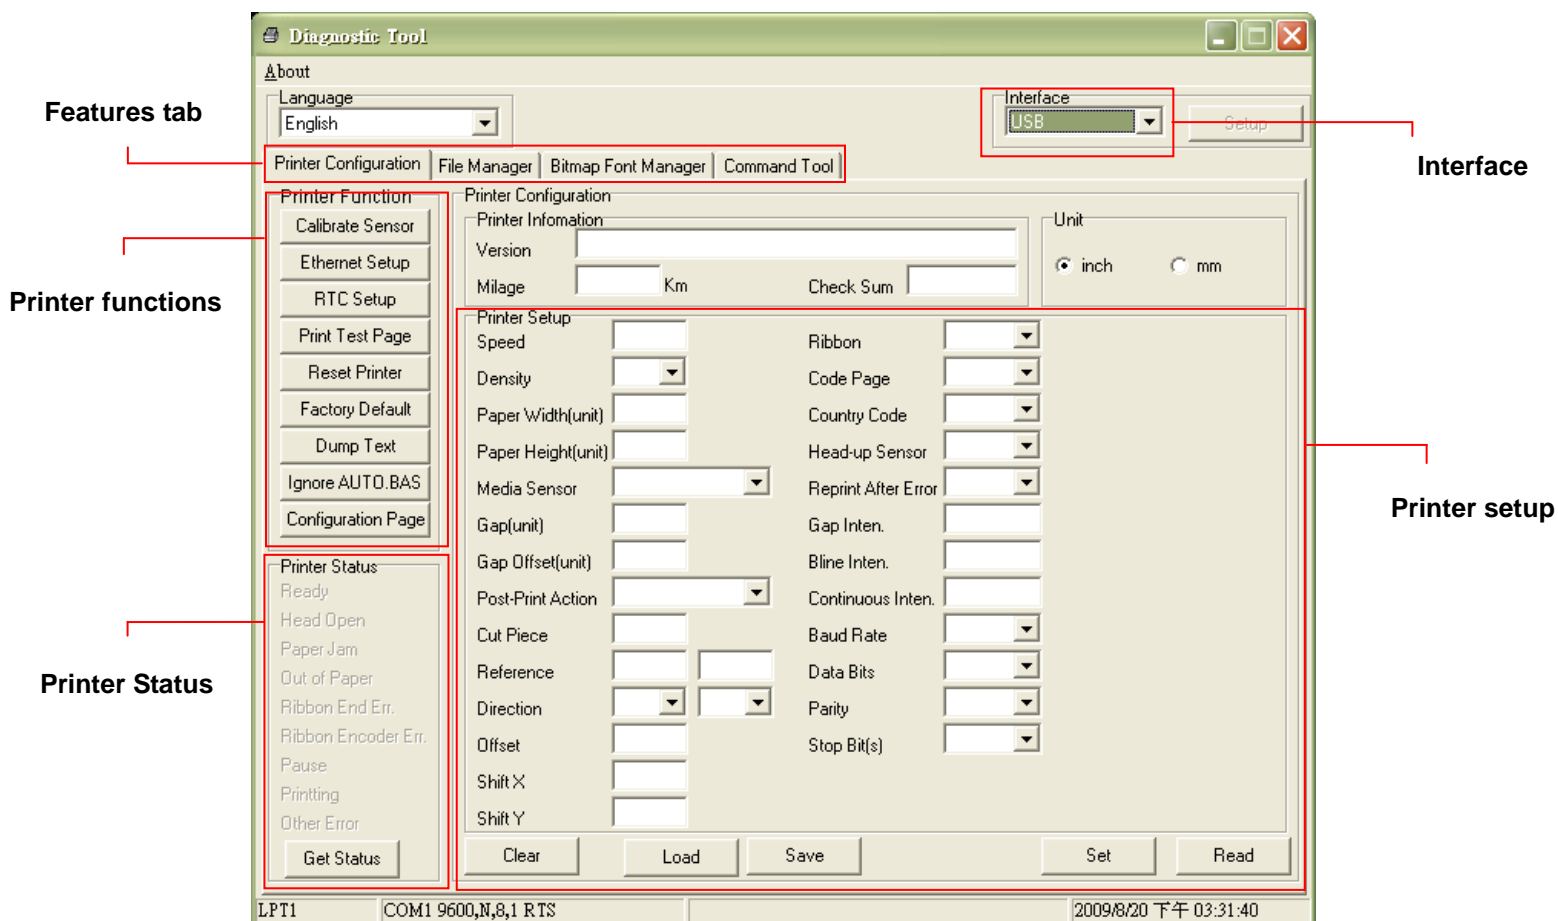 Diagnostic Tool
About
Language
English
Interface
USB
Setup
Features tab
Interface
Printer Configuration
File Manager
Bitmap Font Manager
Command Tool
Printer Function
Calibrate Sensor
Ethernet Setup
RTC Setup
Print Test Page
Reset Printer
Factory Default
Dump Text
Ignore AUTO.BAS
Configuration Page
Printer functions
Printer Status
Ready
Head Open
Paper Jam
Out of Paper
Ribbon End Err.
Ribbon Encoder Err.
Pause
Printting
Other Error
Get Status
Printer Status
Printer Configuration
Printer Infomation
Version
Milage
Km
Check Sum
Unit
inch
mm
Printer Setup
Speed
Density
Paper Width(unit)
Paper Height(unit)
Media Sensor
Gap(unit)
Gap Offset(unit)
Post-Print Action
Cut Piece
Reference
Direction
Offset
Shift X
Shift Y
Ribbon
Code Page
Country Code
Head-up Sensor
Reprint After Error
Gap Inten.
Bline Inten.
Continuous Inten.
Baud Rate
Data Bits
Parity
Stop Bit(s)
Printer setup
Clear
Load
Save
Set
Read
LPT1
COM1 9600,N,8,1 RTS
2009/8/20 下午 03:31:40